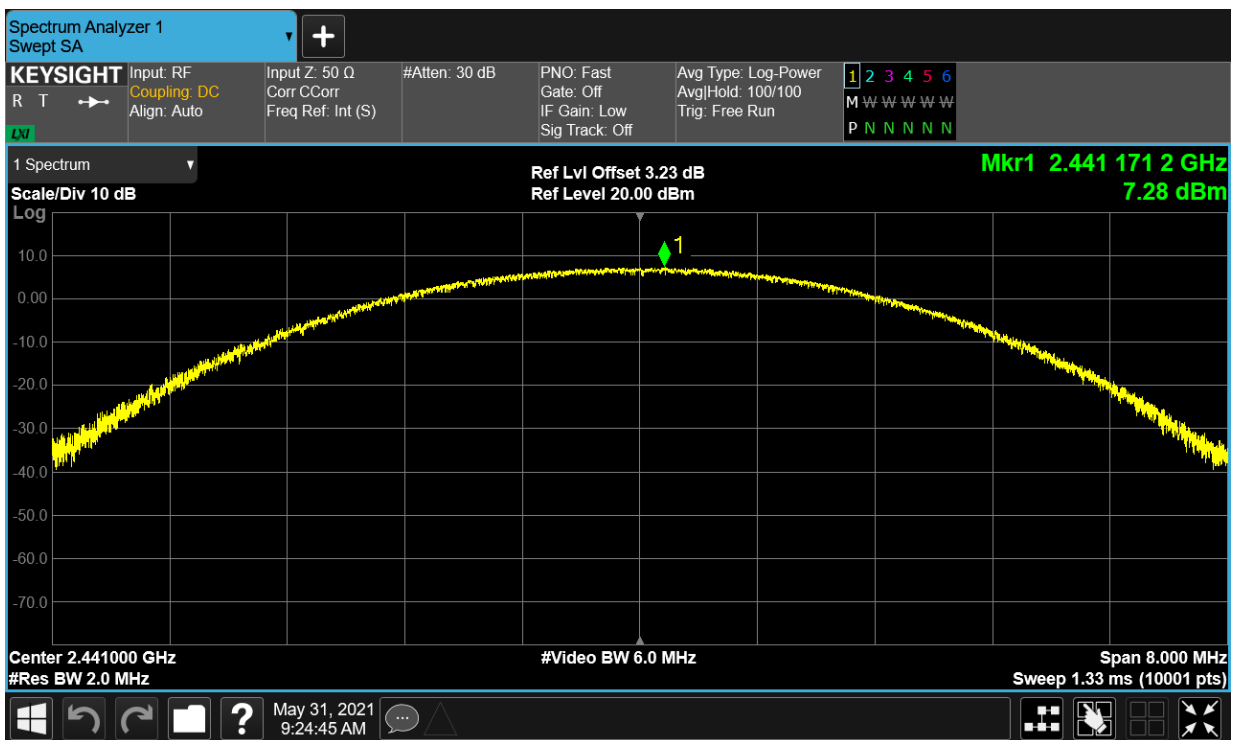 Spectrum Analyzer 1
Swept SA
KEYSIGHT
R T
LXI
Input: RF
Coupling: DC
Align: Auto
Input Z: 50 Ω
Corr CCorr
Freq Ref: Int (S)
#Atten: 30 dB
PNO: Fast
Gate: Off
IF Gain: Low
Sig Track: Off
Avg Type: Log-Power
Avg|Hold: 100/100
Trig: Free Run
1 2 3 4 5 6
M W W W W W
P N N N N N
1 Spectrum
Scale/Div 10 dB
Log
Ref Lvl Offset 3.23 dB
Ref Level 20.00 dBm
Mkr1 2.441 171 2 GHz
7.28 dBm
1
10.0
0.00
-10.0
-20.0
-30.0
-40.0
-50.0
-60.0
-70.0
Center 2.441000 GHz
#Res BW 2.0 MHz
#Video BW 6.0 MHz
Span 8.000 MHz
Sweep 1.33 ms (10001 pts)
?
May 31, 2021
9:24:45 AM